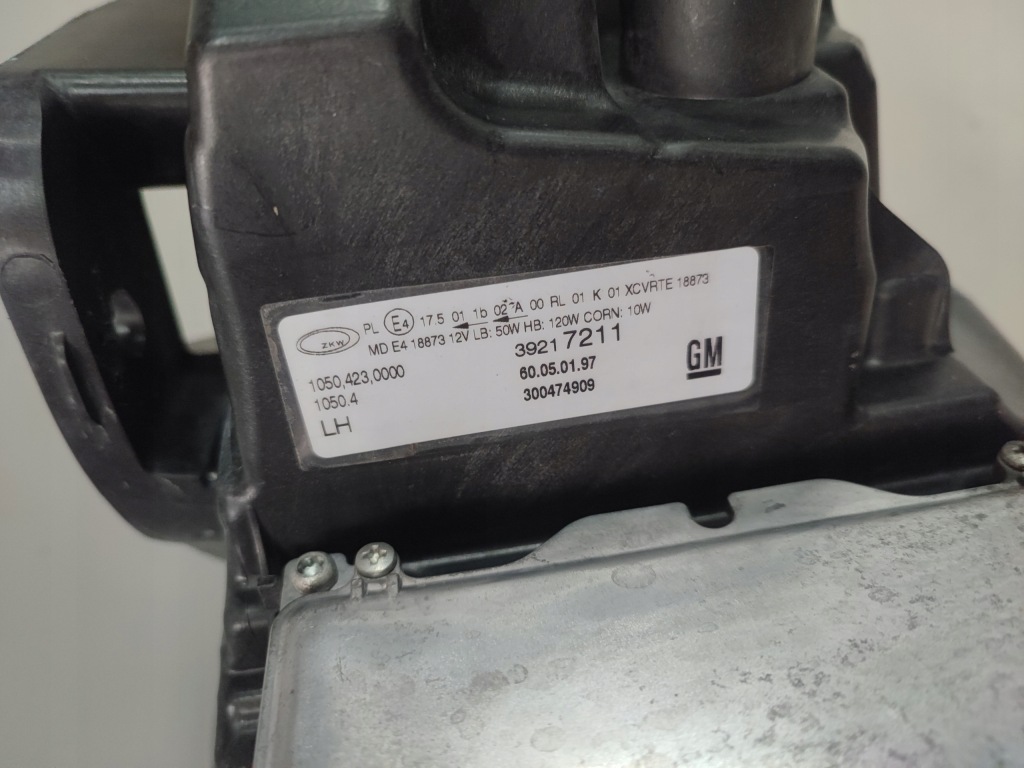 ZKW
PL E4 17.5 01 1b 02 A 00 RL 01 K 01 XCVRTE 18873
MD E4 18873 12V LB: 50W HB: 120W CORN: 10W
39217211
1050,423,0000
60.05.01.97
1050.4
300474909
LH
GM